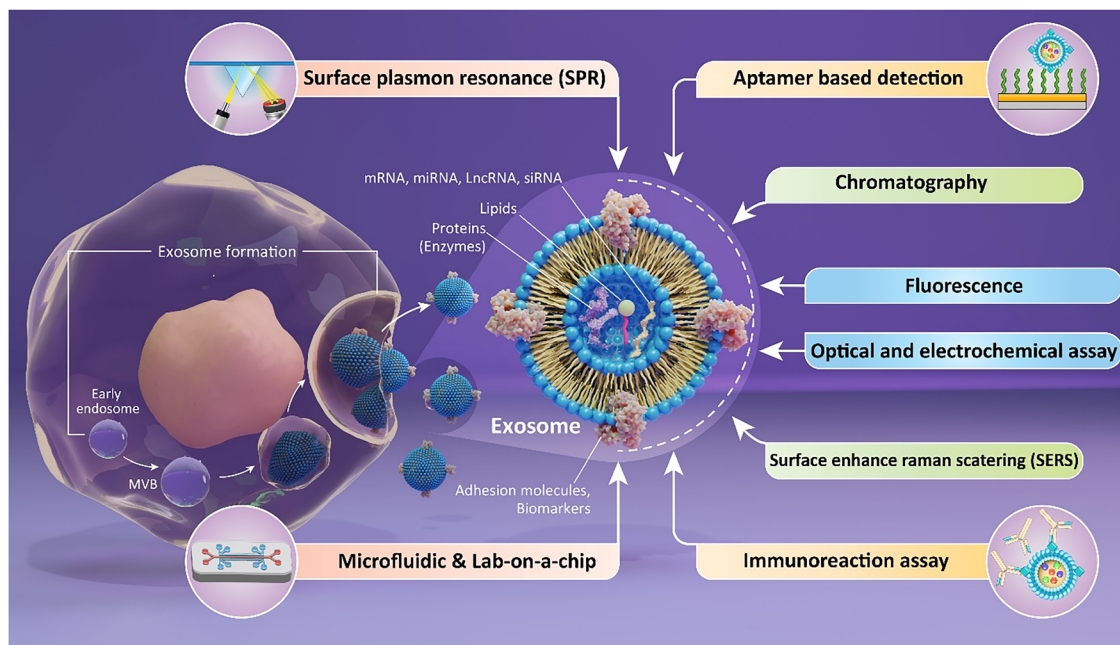 Surface plasmon resonance (SPR)
Aptamer based detection
mRNA, miRNA, LncRNA, siRNA
Lipids
Proteins
(Enzymes)
Chromatography
Exosome formation
Fluorescence
Optical and electrochemical assay
Early
endosome
MVB
Exosome
Surface enhance raman scatering (SERS)
Adhesion molecules,
Biomarkers
Microfluidic & Lab-on-a-chip
Immunoreaction assay